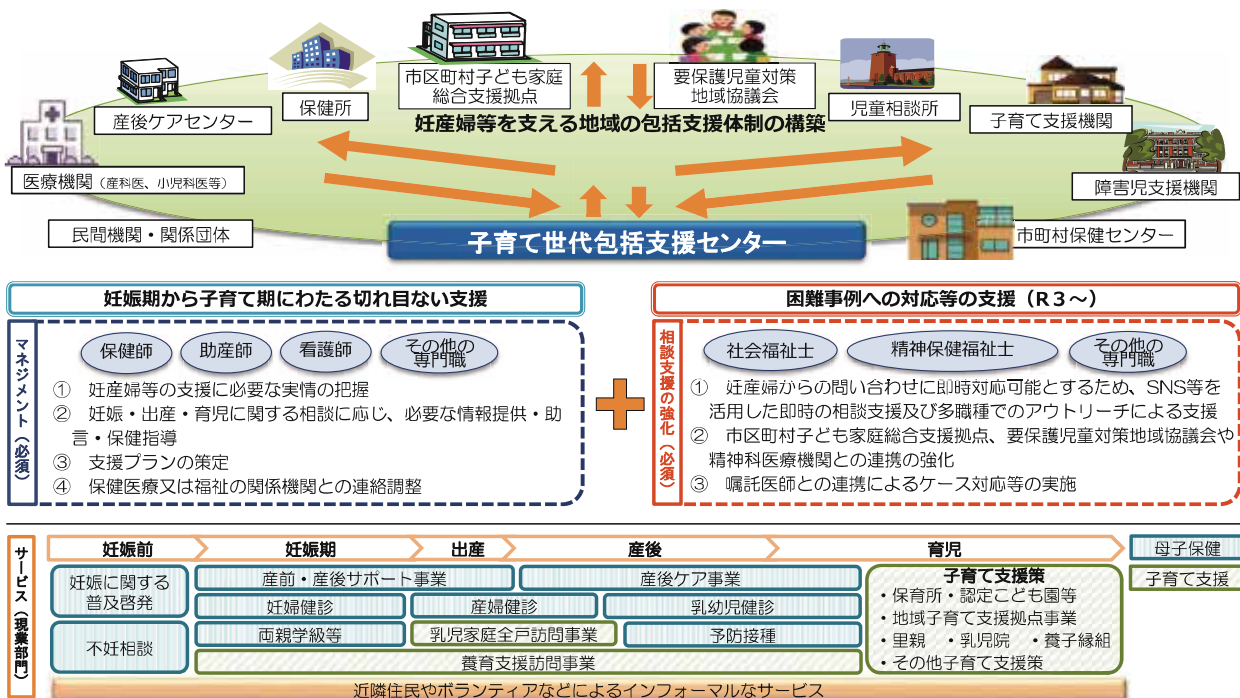 市区町村子ども家庭
総合支援拠点
要保護児童対策
地域協議会
保健所
児童相談所
産後ケアセンター
子育て支援機関
妊産婦等を支える地域の包括支援体制の構築
医療機関（産科医、小児科医等）
障害児支援機関
民間機関・関係団体
子育て世代包括支援センター
市町村保健センター
妊娠期から子育て期にわたる切れ目ない支援
マネジメント（必須）
保健師
助産師
看護師
その他の
専門職
① 妊産婦等の支援に必要な実情の把握
② 妊娠・出産・育児に関する相談に応じ、必要な情報提供・助
言・保健指導
③ 支援プランの策定
④ 保健医療又は福祉の関係機関との連絡調整
困難事例への対応等の支援（R３～）
相談支援の強化（必須）
社会福祉士
精神保健福祉士
その他の
専門職
① 妊産婦からの問い合わせに即時対応可能とするため、SNS等を
活用した即時の相談支援及び多職種でのアウトリーチによる支援
② 市区町村子ども家庭総合支援拠点、要保護児童対策地域協議会や
精神科医療機関との連携の強化
③ 嘱託医師との連携によるケース対応等の実施
サービス（現業部門）
妊娠前
妊娠期
出産
産後
育児
母子保健
子育て支援
妊娠に関する
普及啓発
不妊相談
産前・産後サポート事業
産後ケア事業
妊婦健診
産婦健診
乳幼児健診
両親学級等
乳児家庭全戸訪問事業
予防接種
養育支援訪問事業
子育て支援策
・保育所・認定こども園等
・地域子育て支援拠点事業
・里親 ・乳児院 ・養子縁組
・その他子育て支援策
近隣住民やボランティアなどによるインフォーマルなサービス